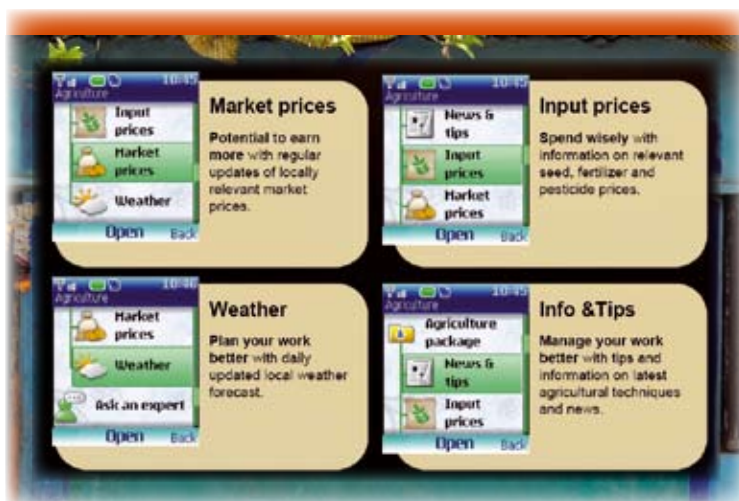 10:45
Agriculture
Input
prices
Market
prices
Weather
Open Back
Market prices
Potential to earn
more with regular
updates of locally
relevant market
prices.
10:45
Agriculture
News &
tips
Input
prices
Market
prices
Open Back
Input prices
Spend wisely with
information on relevant
seed, fertilizer and
pesticide prices.
10:46
Agriculture
Market
prices
Weather
Ask an expert
Open Back
Weather
Plan your work
better with daily
updated local weather
forecast.
10:45
Agriculture
Agriculture
package
News &
tips
Input
prices
Open Back
Info &Tips
Manage your work
better with tips and
information on latest
agricultural techniques
and news.